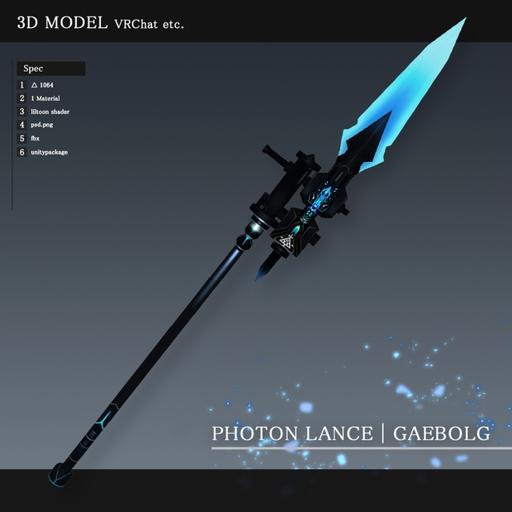 3D MODEL VRChat etc.
Spec
1 △ 1064
2 1 Material
3 liltoon shader
4 psd.png
5 fbx
6 unitypackage
PHOTON LANCE | GAEBOLG